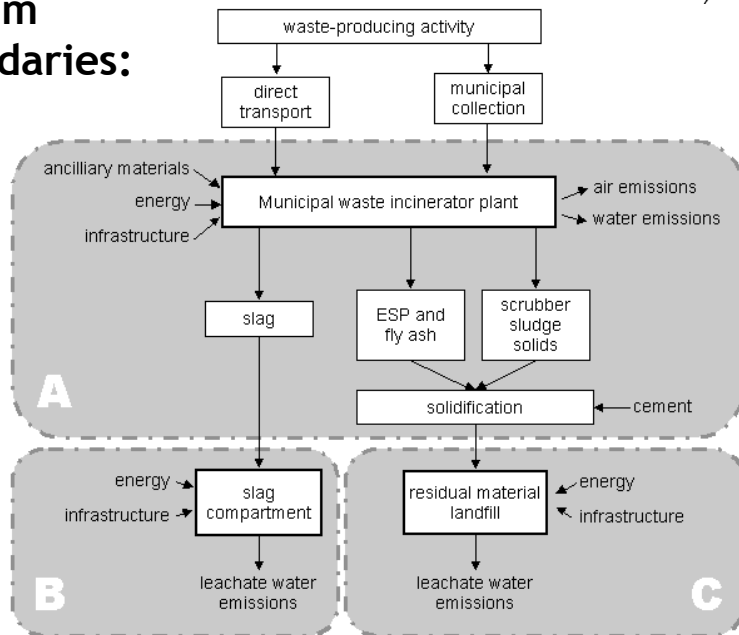 m
daries:
waste-producing activity
direct
transport
municipal
collection
ancilliary materials
energy
infrastructure
Municipal waste incinerator plant
air emissions
water emissions
slag
ESP and
fly ash
scrubber
sludge
solids
A
solidification
cement
energy
infrastructure
slag
compartment
leachate water
emissions
B
residual material
landfill
energy
infrastructure
leachate water
emissions
C